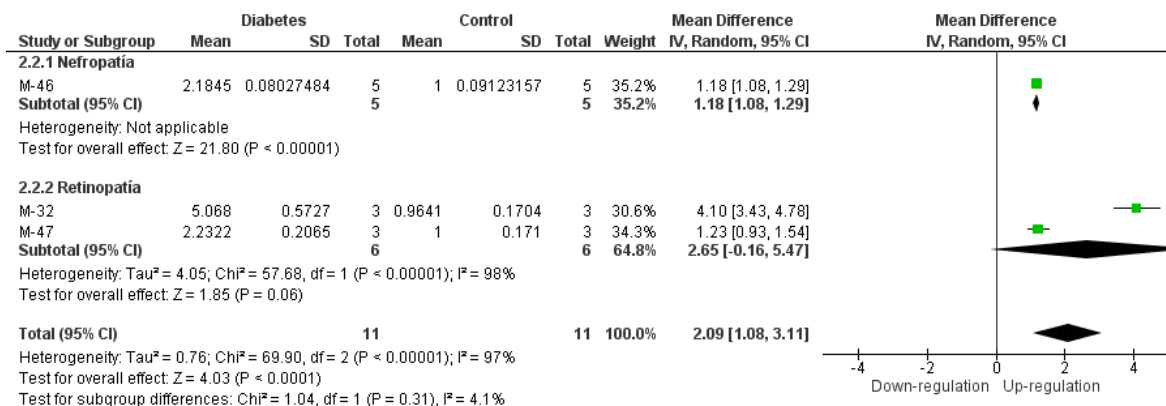 Diabetes Control Mean Difference Mean Difference
Study or Subgroup Mean SD Total Mean SD Total Weight IV, Random, 95% CI IV, Random, 95% CI
2.2.1 Nefropatía
M-46 2.1845 0.08027484 5 1 0.09123157 5 35.2% 1.18 [1.08, 1.29]
Subtotal (95% CI) 5 5 35.2% 1.18 [1.08, 1.29]
Heterogeneity: Not applicable
Test for overall effect: Z = 21.80 (P < 0.00001)
2.2.2 Retinopatía
M-32 5.068 0.5727 3 0.9641 0.1704 3 30.6% 4.10 [3.43, 4.78]
M-47 2.2322 0.2065 3 1 0.171 3 34.3% 1.23 [0.93, 1.54]
Subtotal (95% CI) 6 6 64.8% 2.65 [-0.16, 5.47]
Heterogeneity: Tau² = 4.05; Chi² = 57.68, df = 1 (P < 0.00001); I² = 98%
Test for overall effect: Z = 1.85 (P = 0.06)
Total (95% CI) 11 11 100.0% 2.09 [1.08, 3.11]
Heterogeneity: Tau² = 0.76; Chi² = 69.90, df = 2 (P < 0.00001); I² = 97%
Test for overall effect: Z = 4.03 (P < 0.0001)
Test for subgroup differences: Chi² = 1.04, df = 1 (P = 0.31), I² = 4.1%
-4 -2 0 2 4
Down-regulation Up-regulation